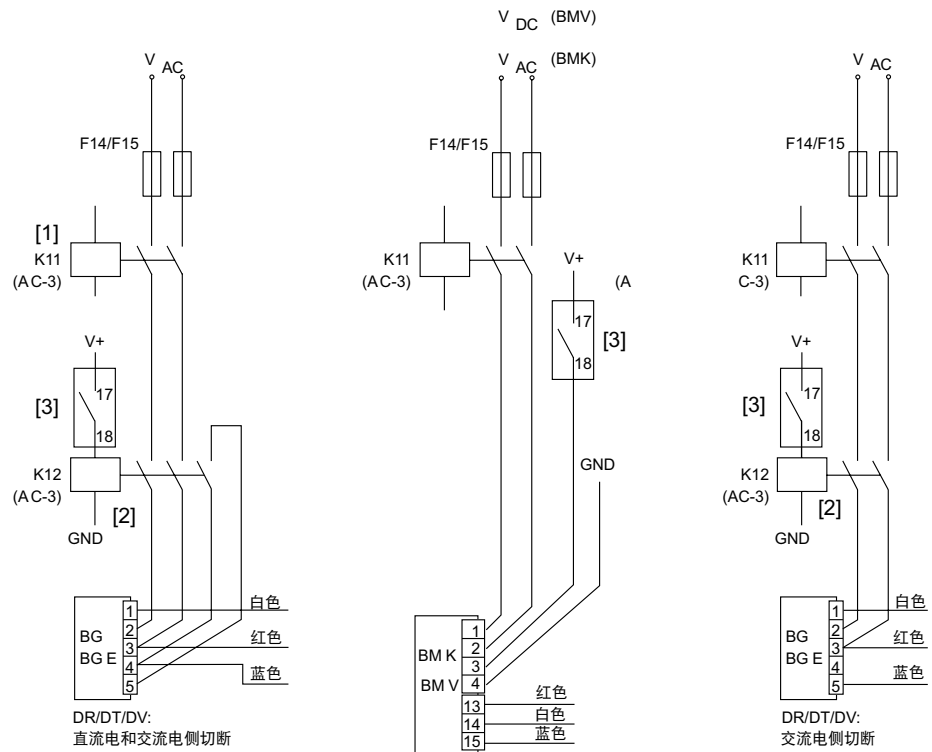 V AC
F14/F15
[1]
K11
(AC-3)
V+
17
[3]
18
K12
(AC-3)
[2]
GND
1
2
3
4
5
BG
BG E
白色
红色
蓝色
DR/DT/DV:
直流电和交流电侧切断
V DC (BMV)
V AC (BMK)
F14/F15
K11
(AC-3)
V+
(A
17
[3]
18
GND
1
2
3
4
BM K
BM V
13
14
15
红色
白色
蓝色
V AC
F14/F15
K11
C-3)
V+
17
[3]
18
K12
(AC-3)
[2]
GND
1
2
3
4
5
BG
BG E
白色
红色
蓝色
DR/DT/DV:
交流电侧切断